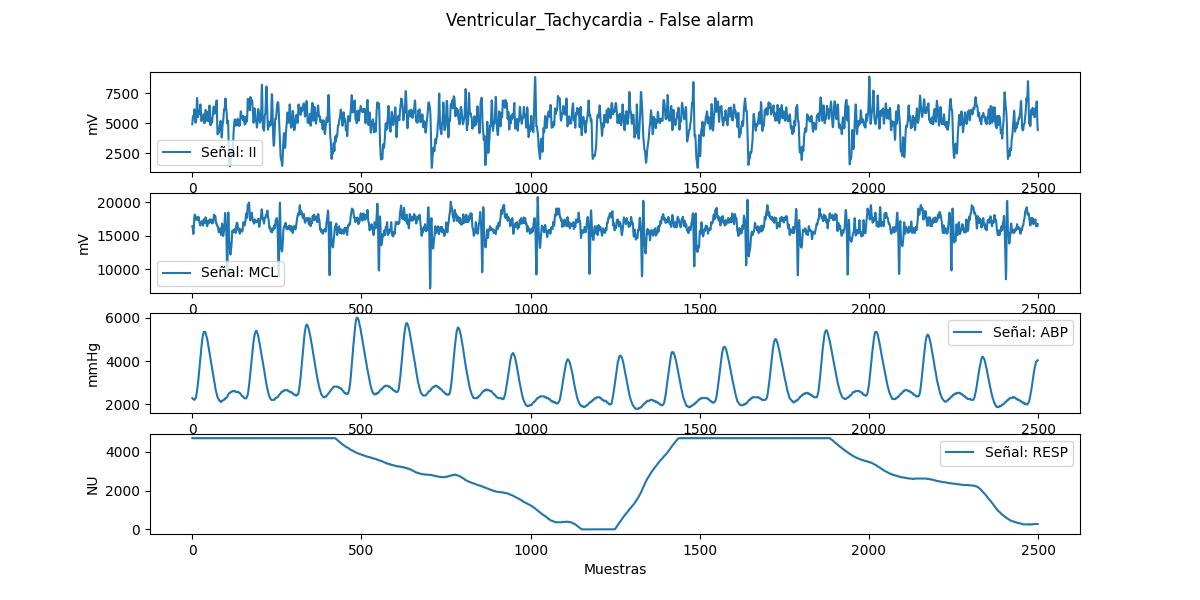 Ventricular_Tachycardia - False alarm
7500
5000
2500
mV
Señal: II
0 500 1000 1500 2000 2500
20000
15000
10000
mV
Señal: MCL
0 500 1000 1500 2000 2500
6000
4000
2000
mmHg
Señal: ABP
0 500 1000 1500 2000 2500
4000
2000
0
NU
Señal: RESP
0 500 1000 1500 2000 2500
Muestras